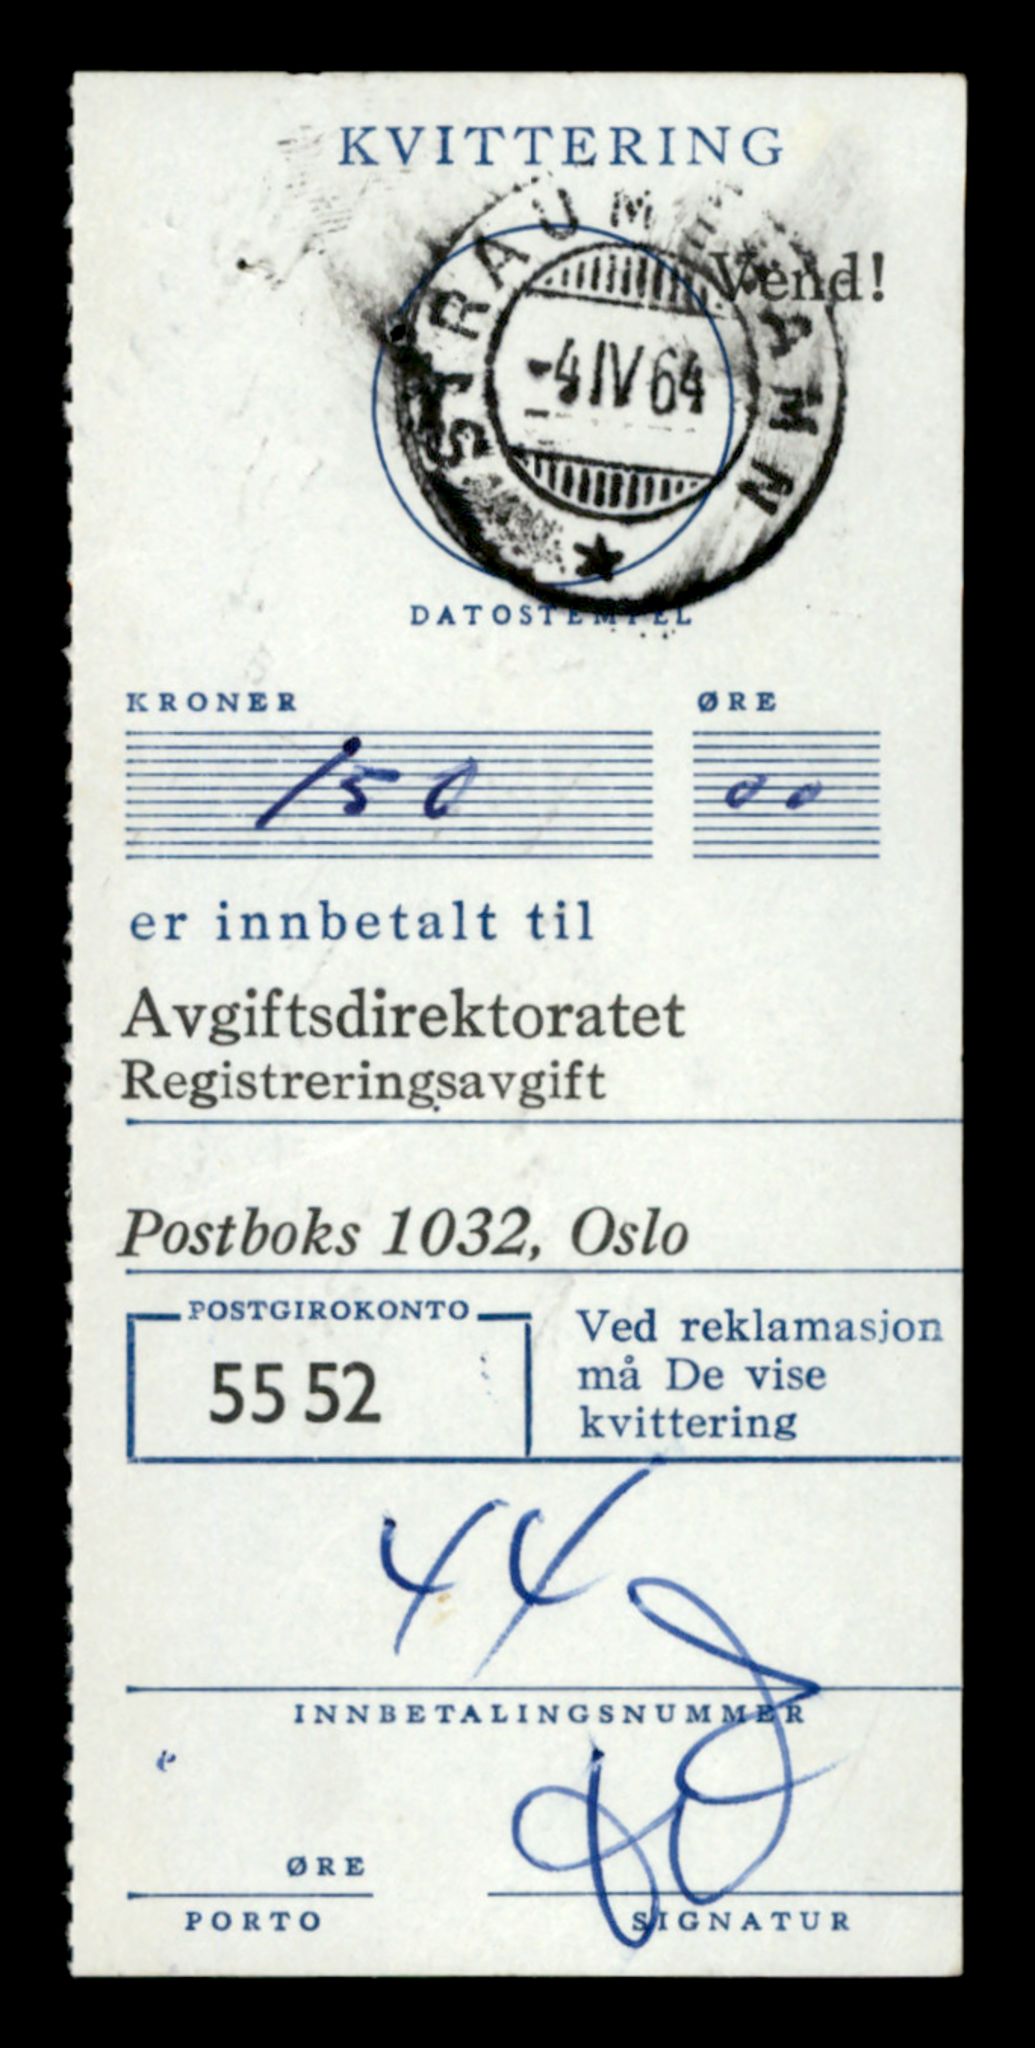 KVITTERING
Vend!
STRAUM
-4 IV 64
DATOSTEMPEL
KRONER ØRE
150 00
er innbetalt til
Avgiftsdirektoratet
Registreringsavgift
Postboks 1032, Oslo
POSTGIROKONTO
55 52
Ved reklamasjon
må De vise
kvittering
44
INNBETALINGSNUMMER
ØRE
PORTO SIGNATUR